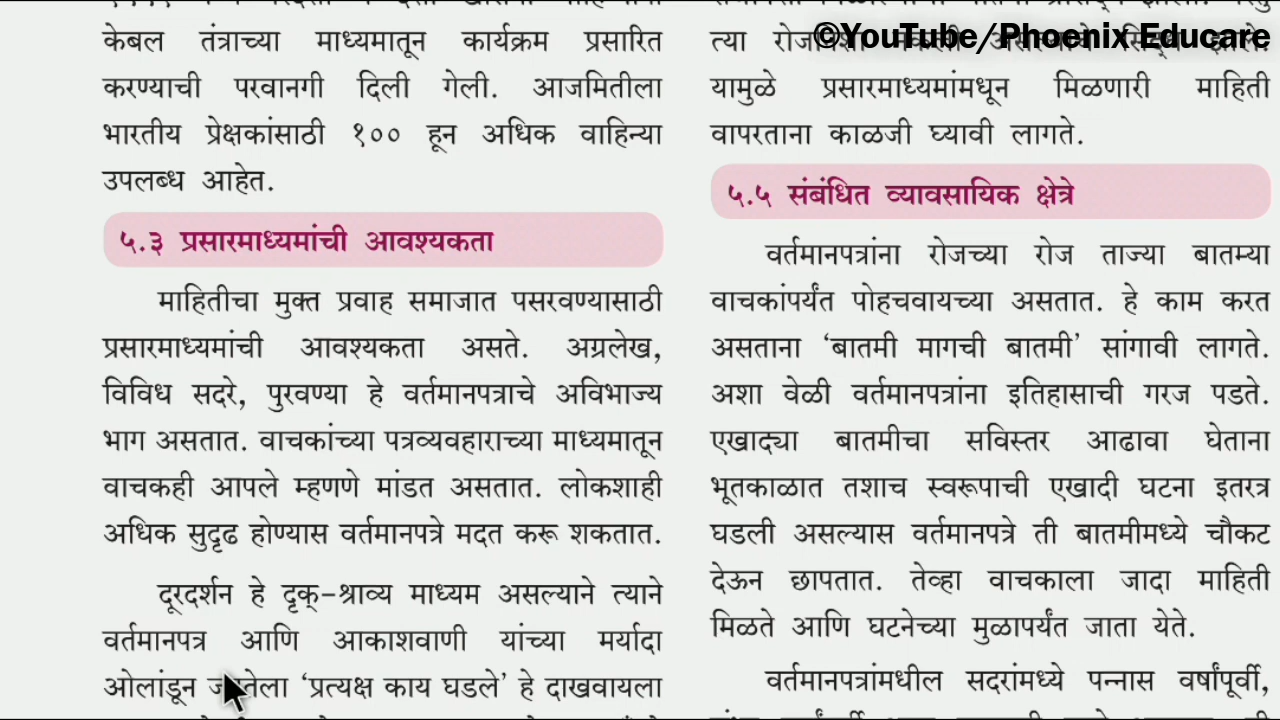 केबल तंत्राच्या माध्यमातून कार्यक्रम प्रसारित
करण्याची परवानगी दिली गेली. आजमितीला
भारतीय प्रेक्षकांसाठी १०० हून अधिक वाहिन्या
उपलब्ध आहेत.
५.३ प्रसारमाध्यमांची आवश्यकता
माहितीचा मुक्त प्रवाह समाजात पसरवण्यासाठी
प्रसारमाध्यमांची आवश्यकता असते. अग्रलेख,
विविध सदरे, पुरवण्या हे वर्तमानपत्राचे अविभाज्य
भाग असतात. वाचकांच्या पत्रव्यवहाराच्या माध्यमातून
वाचकही आपले म्हणणे मांडत असतात. लोकशाही
अधिक सुदृढ होण्यास वर्तमानपत्रे मदत करू शकतात.
दूरदर्शन हे दृक्-श्राव्य माध्यम असल्याने त्याने
वर्तमानपत्र आणि आकाशवाणी यांच्या मर्यादा
ओलांडून जनतेला ‘प्रत्यक्ष काय घडले’ हे दाखवायला
©YouTube/Phoenix Educare
त्या
यामुळे प्रसारमाध्यमांमधून मिळणारी माहिती
वापरताना काळजी घ्यावी लागते.
५.५ संबंधित व्यावसायिक क्षेत्रे
वर्तमानपत्रांना रोजच्या रोज ताज्या बातम्या
वाचकांपर्यंत पोहचवायच्या असतात. हे काम करत
असताना ‘बातमी मागची बातमी’ सांगावी लागते.
अशा वेळी वर्तमानपत्रांना इतिहासाची गरज पडते.
एखाद्या बातमीचा सविस्तर आढावा घेताना
भूतकाळात तशाच स्वरूपाची एखादी घटना इतरत्र
घडली असल्यास वर्तमानपत्रे ती बातमीमध्ये चौकट
देऊन छापतात. तेव्हा वाचकाला जादा माहिती
मिळते आणि घटनेच्या मुळापर्यंत जाता येते.
वर्तमानपत्रांमधील सदरांमध्ये पन्नास वर्षांपूर्वी,